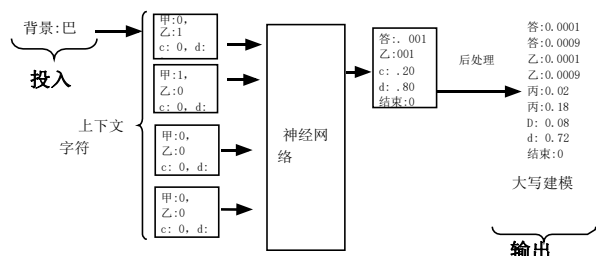 背景:巴
投入
上下文
字符
甲:0,
乙:1
c: 0, d:
甲:1,
乙:0
c: 0, d:
甲:0,
乙:0
c: 0, d:
甲:0,
乙:0
c: 0, d:
神经网
络
答:. 001
乙:001
c: .20
d: .80
结束:0
后处理
答:0.0001
答:0.0009
乙:0.0001
乙:0.0009
丙:0.02
丙:0.18
D: 0.08
d: 0.72
结束:0
大写建模
输出